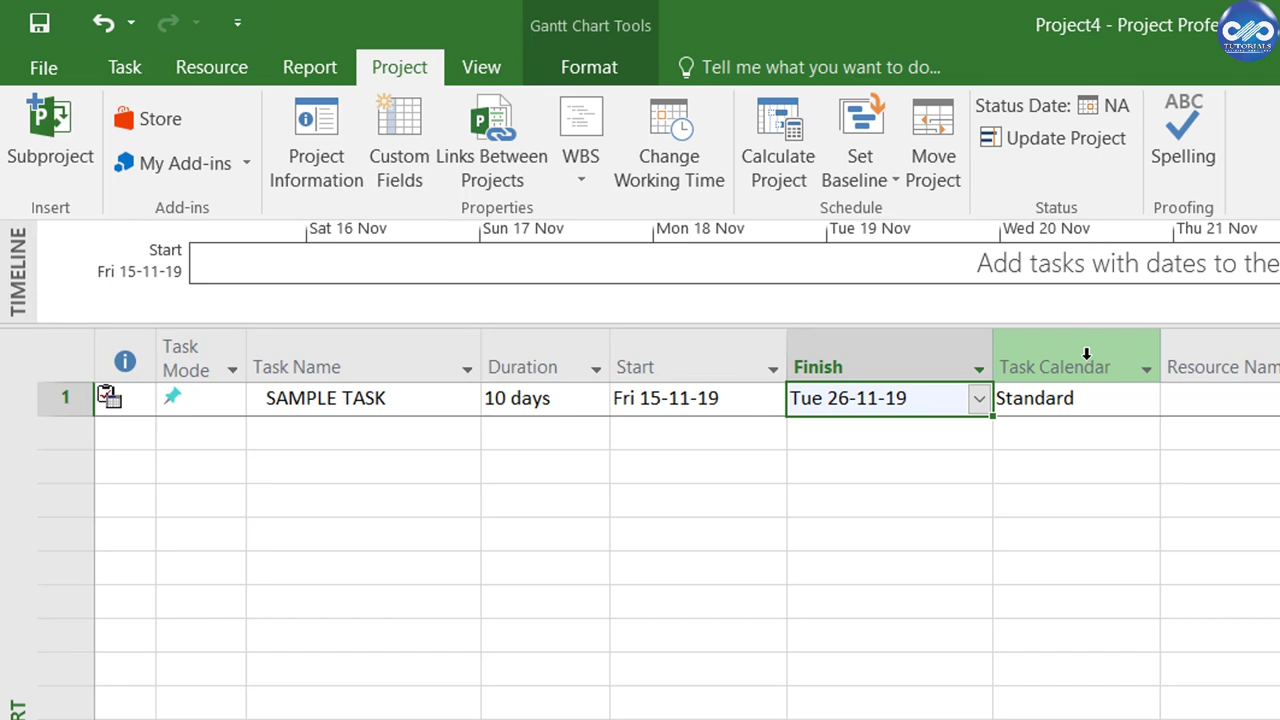 Gantt Chart Tools
Project4 - Project Profe
TUTORIALS
File Task Resource Report Project View Format Tell me what you want to do...
Subproject
Insert
Store
My Add-ins
Add-ins
Project
Information
Custom
Fields
Links Between
Projects
WBS
Change
Working Time
Properties
Calculate
Project
Set
Baseline
Move
Project
Schedule
Status Date: NA
Update Project
Status
ABC
Spelling
Proofing
TIMELINE
Sat 16 Nov Sun 17 Nov Mon 18 Nov Tue 19 Nov Wed 20 Nov Thu 21 Nov
Start
Fri 15-11-19
Add tasks with dates to the
Task
Mode
Task Name
Duration
Start
Finish
Task Calendar
Resource Nam
1 SAMPLE TASK 10 days Fri 15-11-19 Tue 26-11-19 Standard
RT